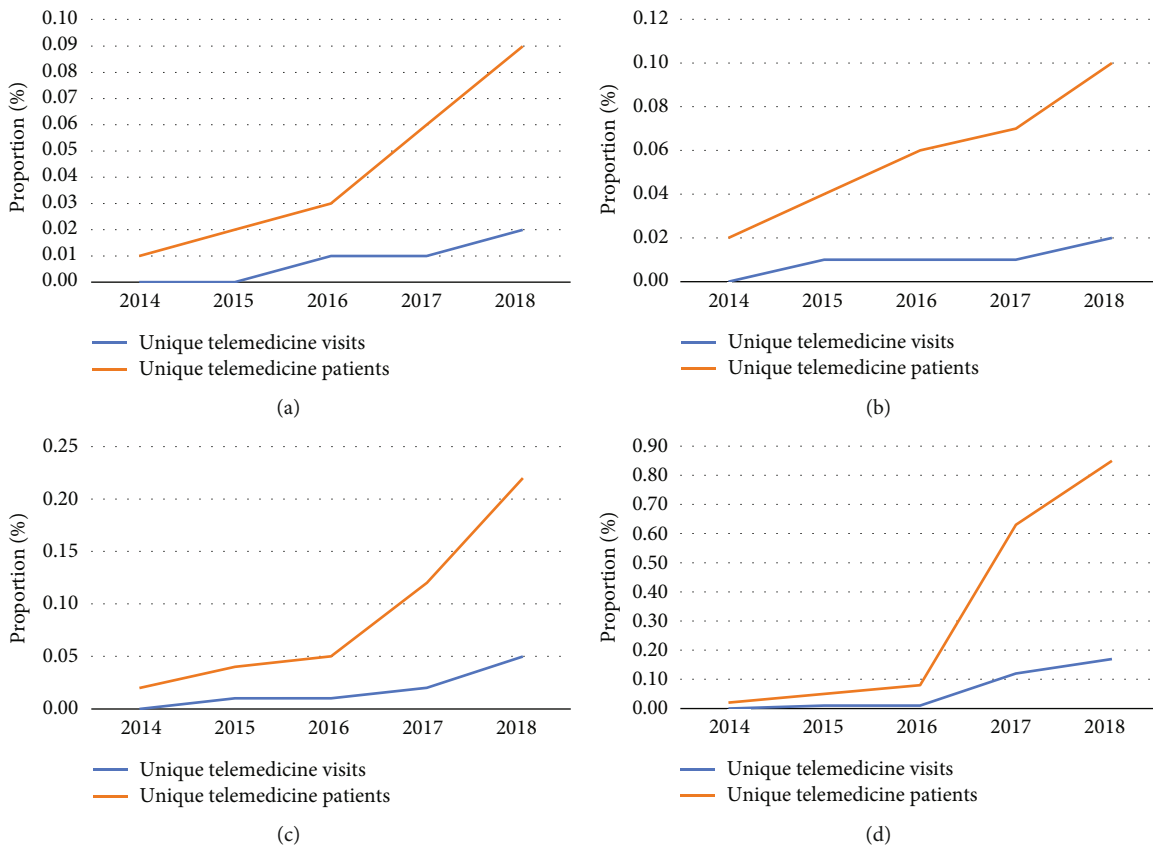 0.10
0.09
0.08
0.07
0.06
0.05
0.04
0.03
0.02
0.01
0.00
Proportion (%)
2014 2015 2016 2017 2018
Unique telemedicine visits
Unique telemedicine patients
(a)
0.12
0.10
0.08
0.06
0.04
0.02
0.00
Proportion (%)
2014 2015 2016 2017 2018
Unique telemedicine visits
Unique telemedicine patients
(b)
0.25
0.20
0.15
0.10
0.05
0.00
Proportion (%)
2014 2015 2016 2017 2018
Unique telemedicine visits
Unique telemedicine patients
(c)
0.90
0.80
0.70
0.60
0.50
0.40
0.30
0.20
0.10
0.00
Proportion (%)
2014 2015 2016 2017 2018
Unique telemedicine visits
Unique telemedicine patients
(d)